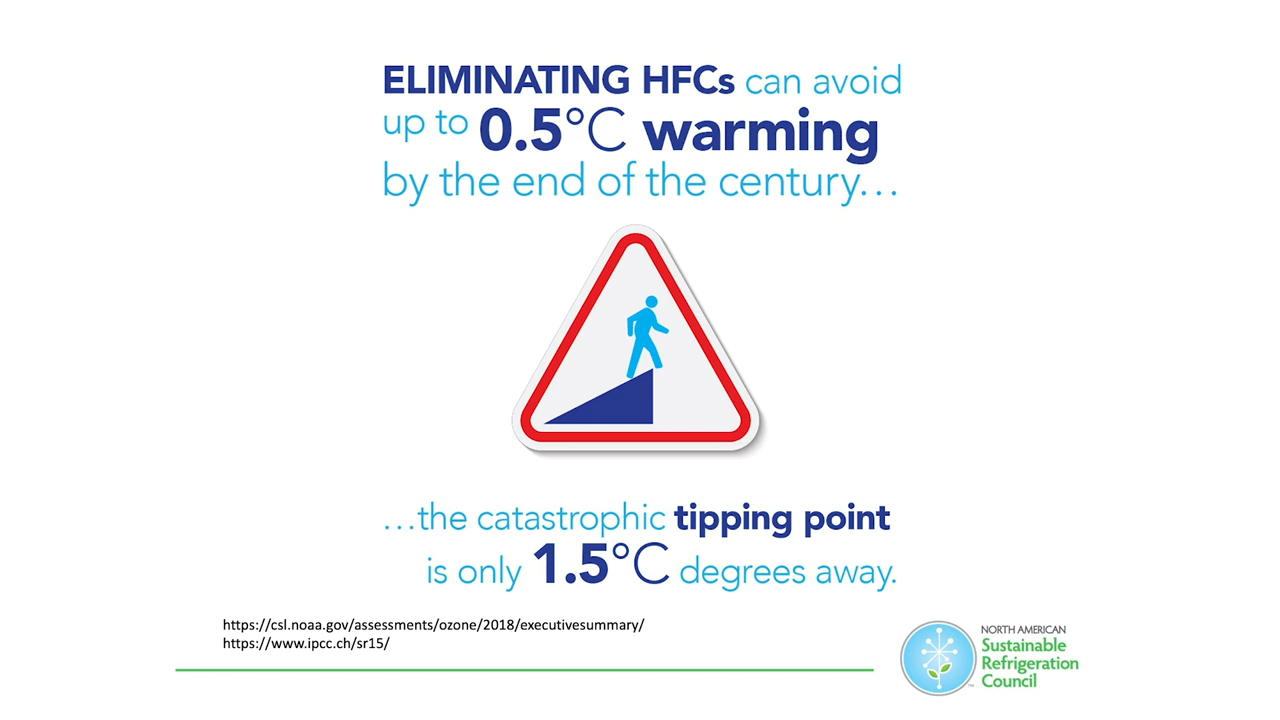 ELIMINATING HFCs can avoid
up to 0.5°C warming
by the end of the century...
...the catastrophic tipping point
is only 1.5°C degrees away.
https://csl.noaa.gov/assessments/ozone/2018/executivesummary/
https://www.ipcc.ch/sr15/
NORTH AMERICAN
Sustainable
Refrigeration
Council